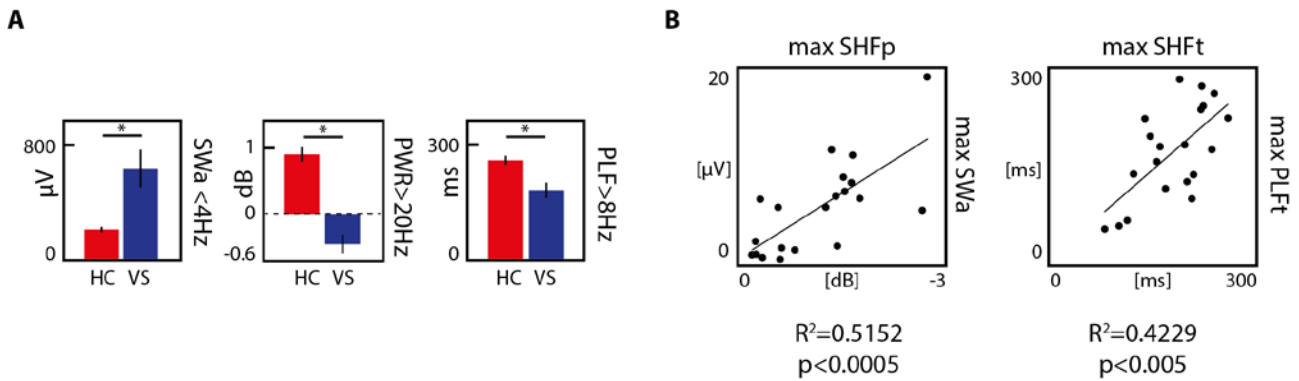 A
800
μV
0
HC VS
*
SWa <4Hz
1
dB
0
-0.6
HC VS
*
PWR>20Hz
300
ms
0
HC VS
*
PLF>8Hz
B
max SHFp
20
[μV]
0
0 [dB] -3
max SWa
R²=0.5152
p<0.0005
max SHFt
300
[ms]
0
0 [ms] 300
max PLFt
R²=0.4229
p<0.005